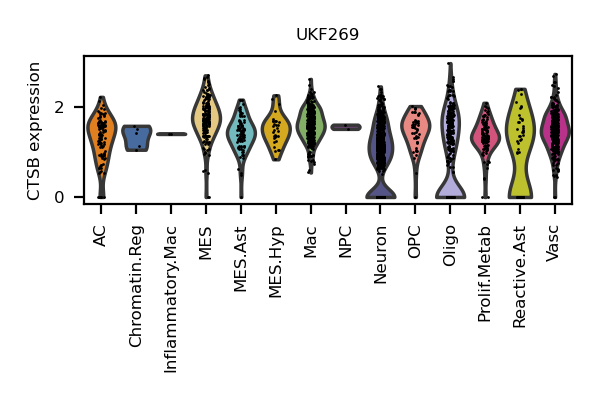 UKF269
CTSB expression
2
0
AC
Chromatin.Reg
Inflammatory.Mac
MES
MES.Ast
MES.Hyp
Mac
NPC
Neuron
OPC
Oligo
Prolif.Metab
Reactive.Ast
Vasc